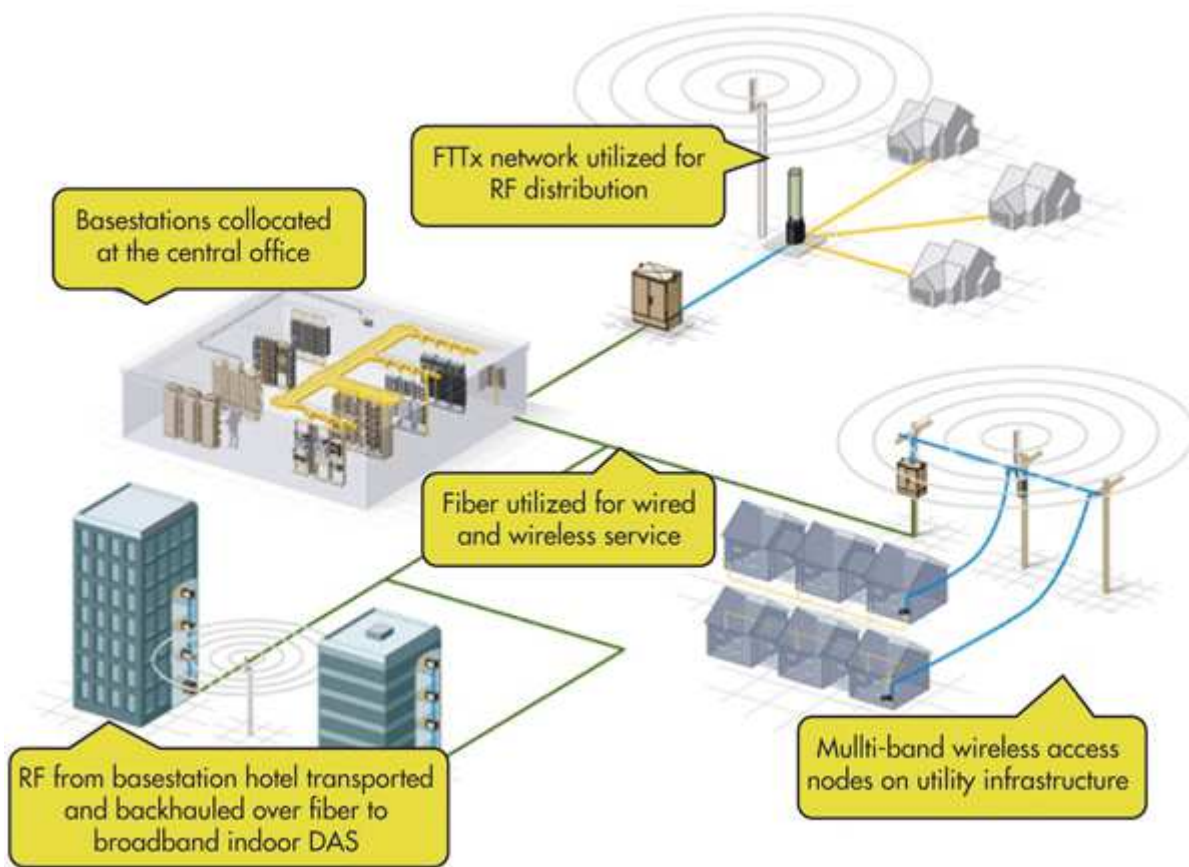 FTTx network utilized for
RF distribution
Basestations collocated
at the central office
Fiber utilized for wired
and wireless service
RF from basestation hotel transported
and backhauled over fiber to
broadband indoor DAS
Mullti-band wireless access
nodes on utility infrastructure